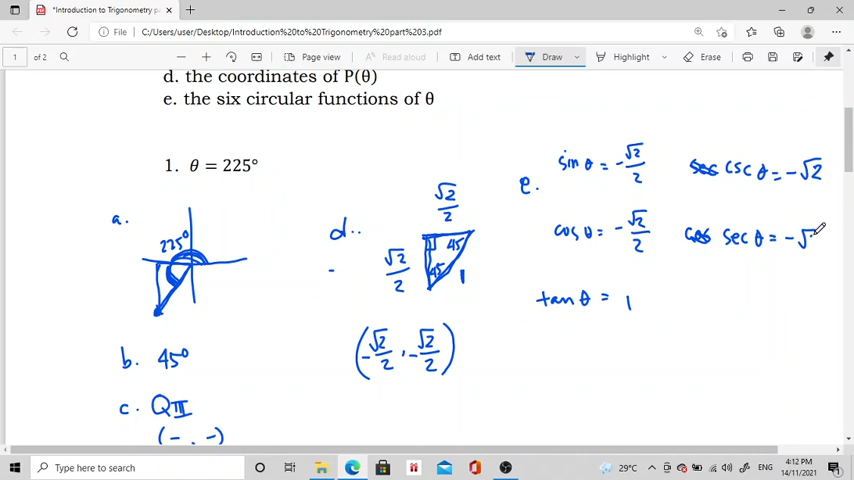 *Introduction to Trigonometry pa
File
C:/Users/user/Desktop/Introduction%20to%20Trigonometry%20part%203.pdf
1 of 2
Page view
Read aloud
Add text
Draw
Highlight
Erase
d. the coordinates of P(θ)
e. the six circular functions of θ
1. θ = 225°
a.
225°
b. 45°
c. QIII
(-, -)
d..
√2/2
√2/2
45
45
1
-
(-√2/2, -√2/2)
e.
sin θ = -√2/2
csc θ = -√2
cos θ = -√2/2
sec θ = -√
tan θ = 1
Type here to search
29°C
ENG
4:12 PM
14/11/2021